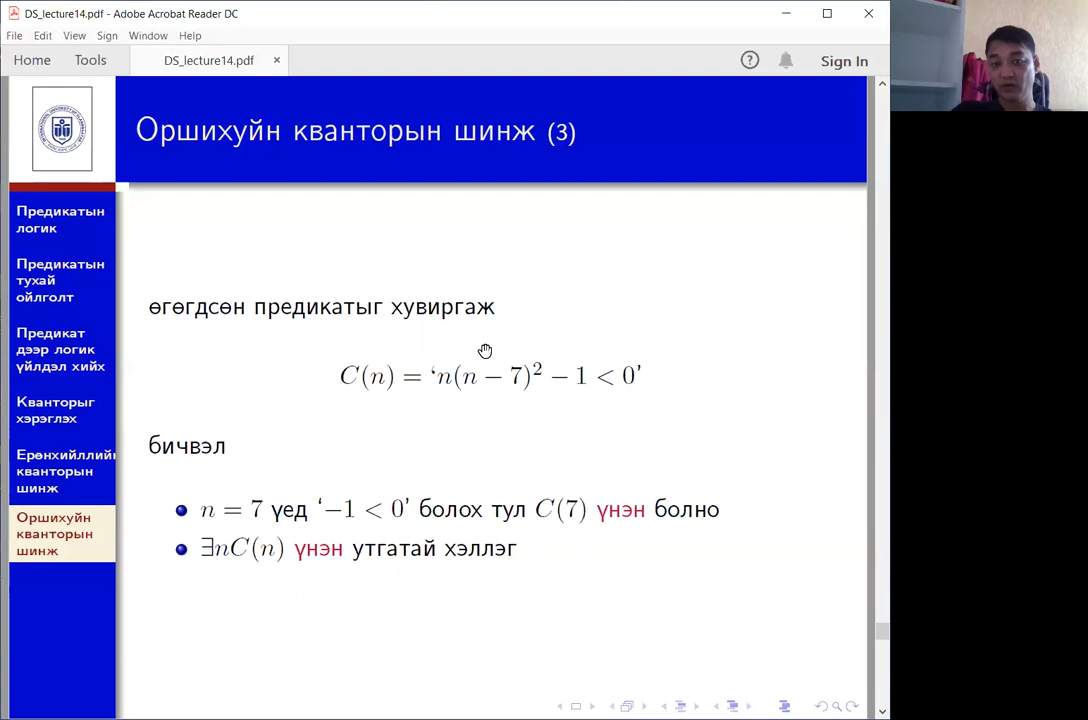 DS_lecture14.pdf - Adobe Acrobat Reader DC
File Edit View Sign Window Help
Home Tools DS_lecture14.pdf × ? Sign In
Оршихуйн кванторын шинж (3)
Предикатын
логик
Предикатын
тухай
ойлголт
Предикат
дээр логик
үйлдэл хийх
Кванторыг
хэрэглэх
Ерөнхийллийн
кванторын
шинж
Оршихуйн
кванторын
шинж
өгөгдсөн предикатыг хувиргаж
C(n) = ‘n(n − 7)² − 1 < 0’
бичвэл
n = 7 үед ‘−1 < 0’ болох тул C(7) үнэн болно
∃nC(n) үнэн утгатай хэллэг